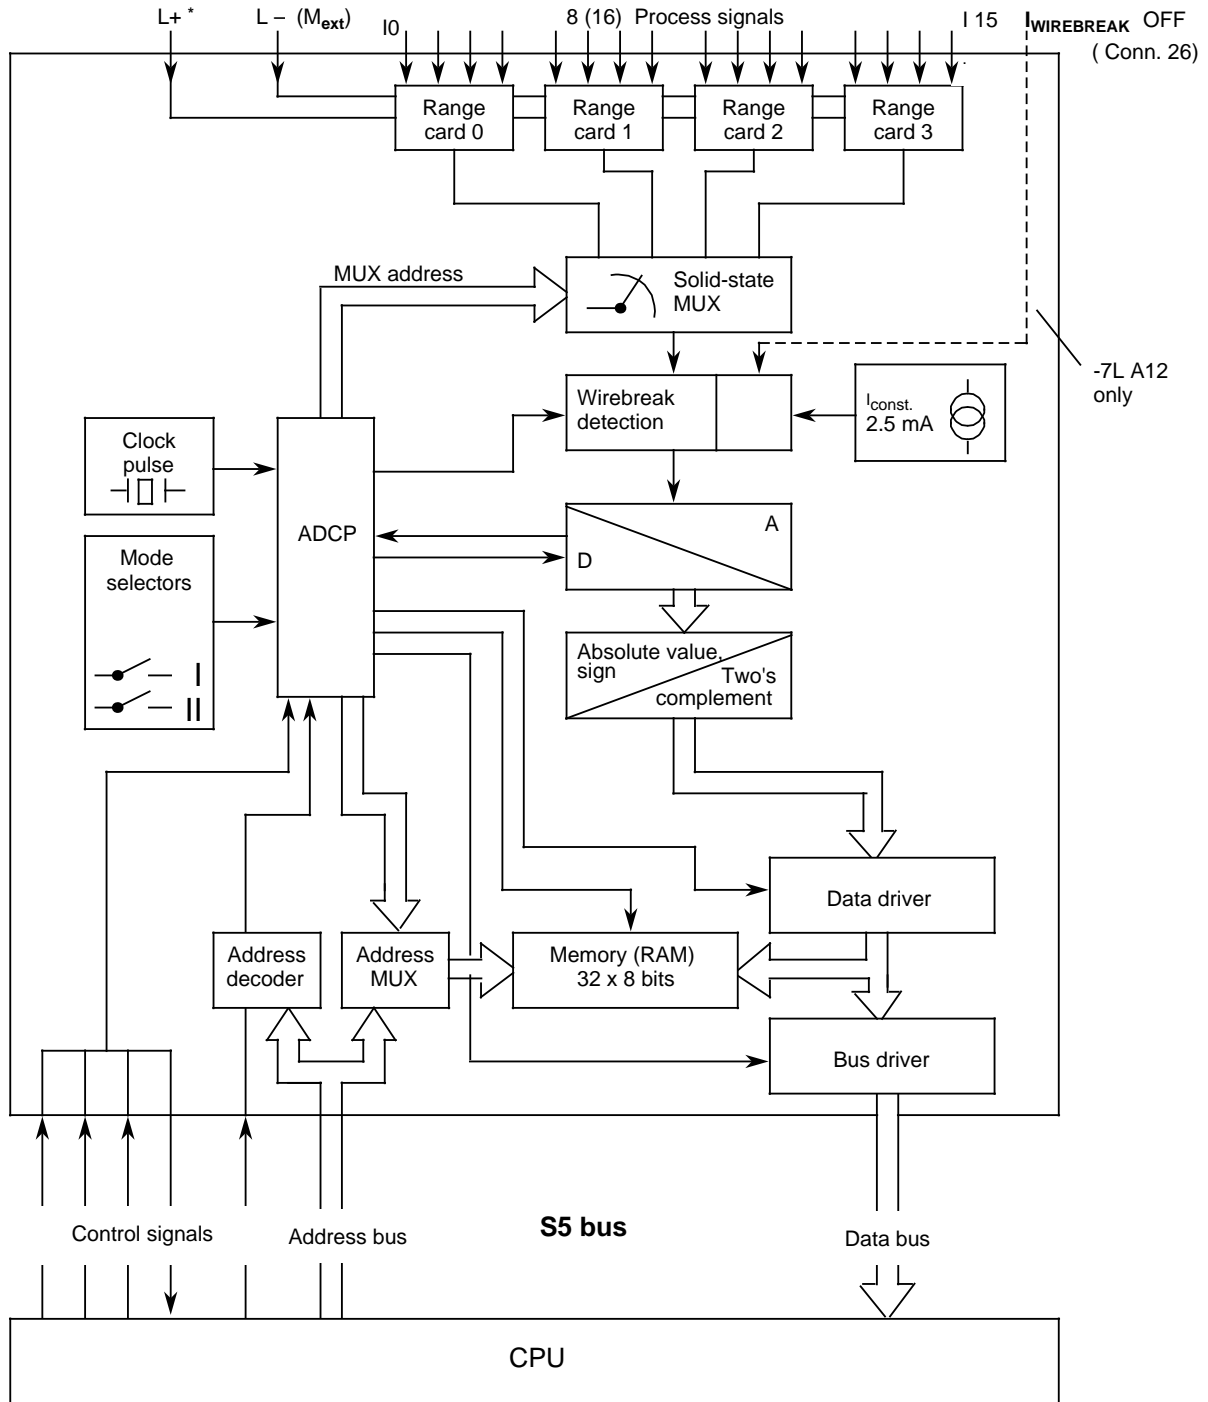 L+ * L – (Mext) I0 8 (16) Process signals I 15 IWIREBREAK OFF
( Conn. 26)
Range
card 0
Range
card 1
Range
card 2
Range
card 3
MUX address
Solid-state
MUX
-7L A12
only
Wirebreak
detection
Iconst.
2.5 mA
Clock
pulse
ADCP
A
D
Mode
selectors
I
II
Absolute value,
sign
Two's
complement
Data driver
Address
decoder
Address
MUX
Memory (RAM)
32 x 8 bits
Bus driver
Control signals
Address bus
S5 bus
Data bus
CPU